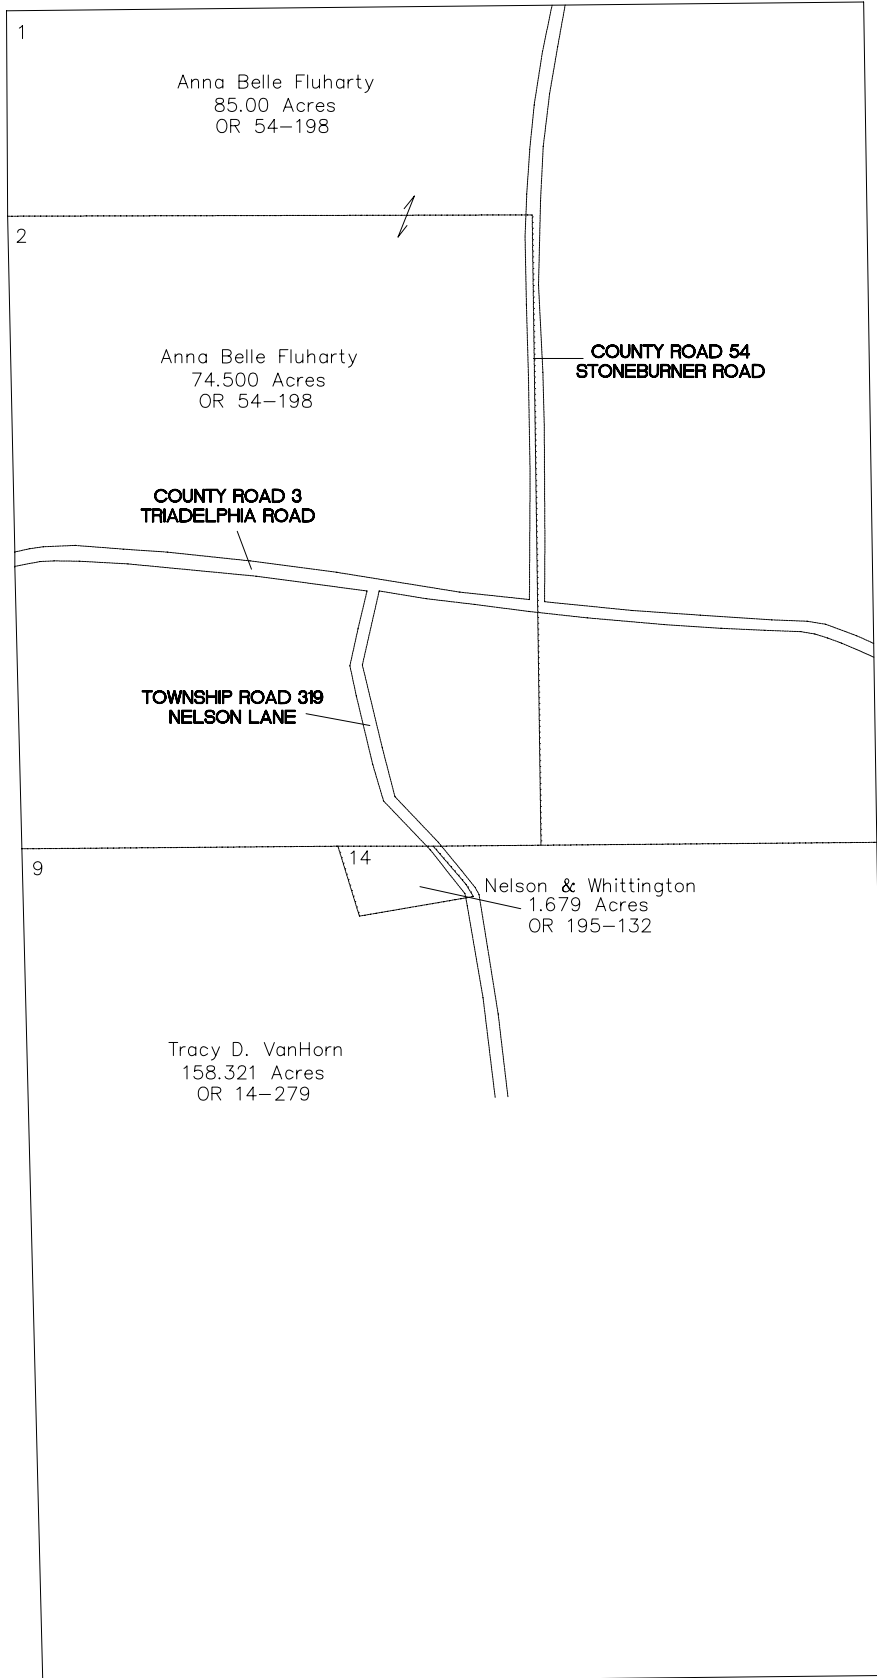 1
Anna Belle Fluharty
85.00 Acres
OR 54-198
2
Anna Belle Fluharty
74.500 Acres
OR 54-198
COUNTY ROAD 54
STONEBURNER ROAD
COUNTY ROAD 3
TRIADELPHIA ROAD
TOWNSHIP ROAD 319
NELSON LANE
9
14
Nelson & Whittington
1.679 Acres
OR 195-132
Tracy D. VanHorn
158.321 Acres
OR 14-279